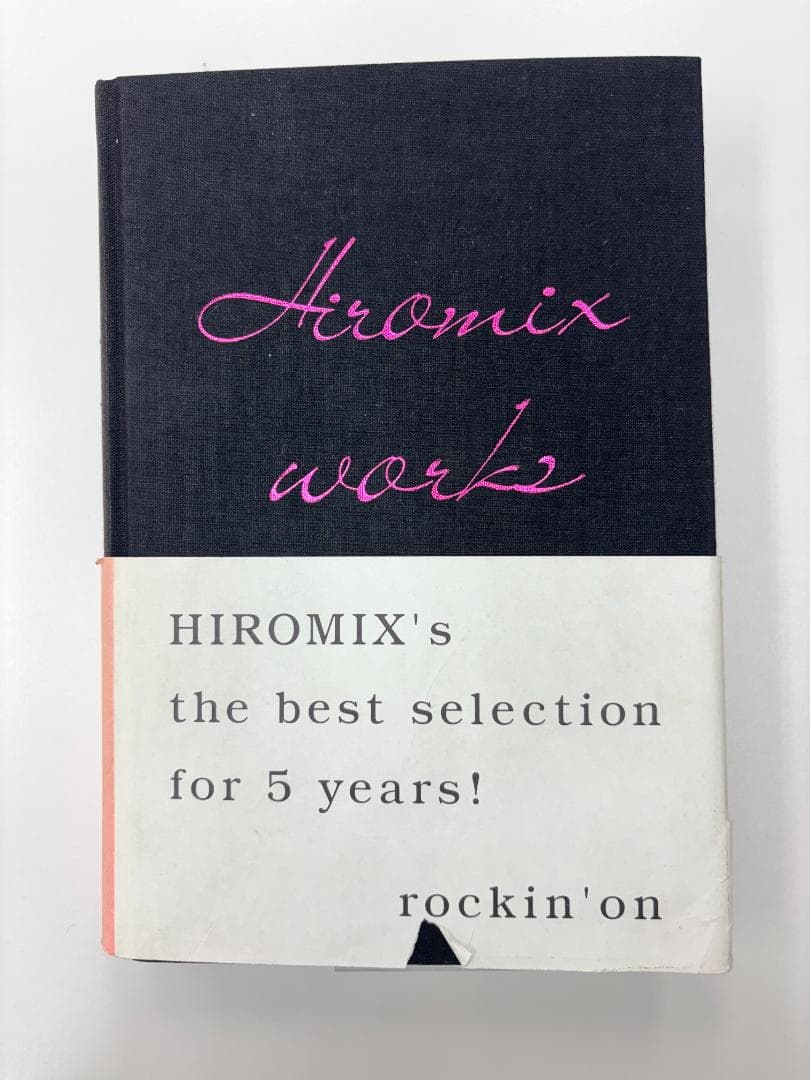 Hiromix
works
HIROMIX's
the best selection
for 5 years!
rockin'on